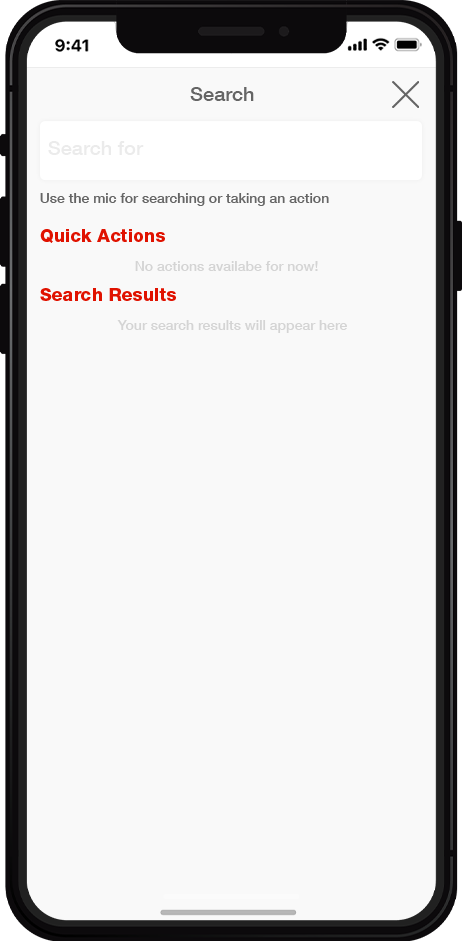 9:41
Search
Search for
Use the mic for searching or taking an action
Quick Actions
No actions availabe for now!
Search Results
Your search results will appear here